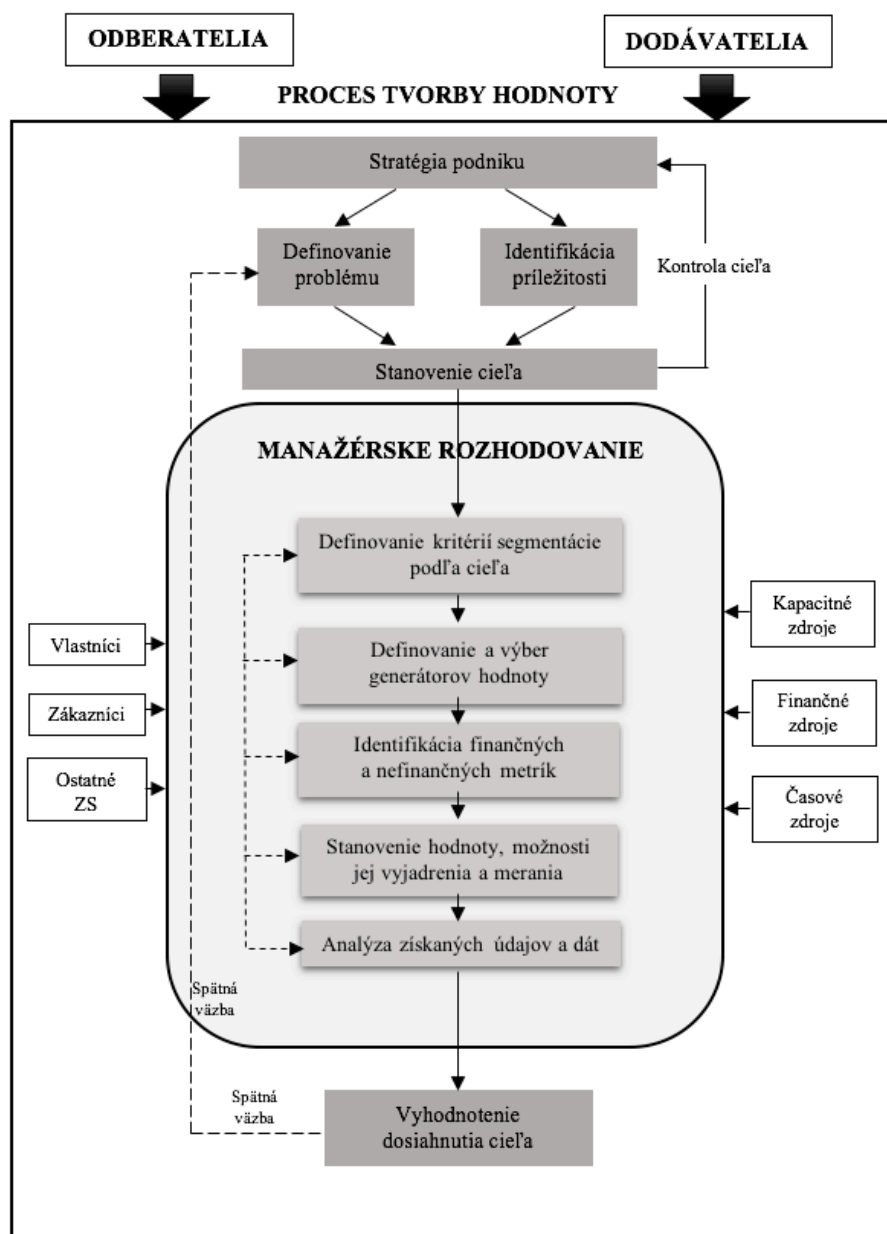 ODBERATELIA
DODÁVATELIA
PROCES TVORBY HODNOTY
Stratégia podniku
Definovanie
problému
Identifikácia
príležitosti
Kontrola cieľa
Stanovenie cieľa
MANAŽÉRSKE ROZHODOVANIE
Definovanie kritérií segmentácie
podľa cieľa
Definovanie a výber
generátorov hodnoty
Identifikácia finančných
a nefinančných metrík
Stanovenie hodnoty, možnosti
jej vyjadrenia a merania
Analýza získaných údajov a dát
Vlastníci
Zákazníci
Ostatné
ZS
Kapacitné
zdroje
Finančné
zdroje
Časové
zdroje
Spätná
väzba
Spätná
väzba
Vyhodnotenie
dosiahnutia cieľa